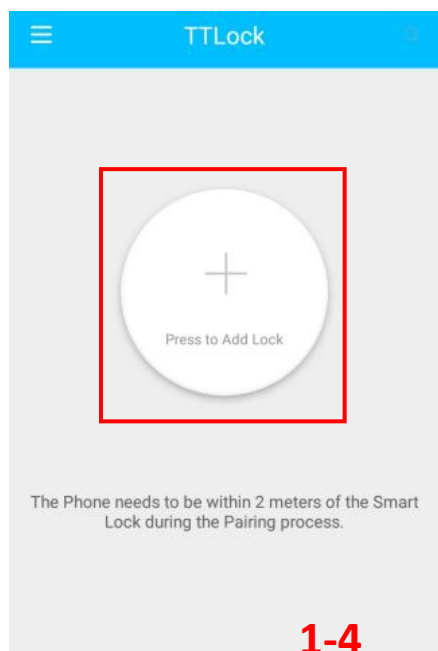 TTLock
Press to Add Lock
The Phone needs to be within 2 meters of the Smart
Lock during the Pairing process.
1-4